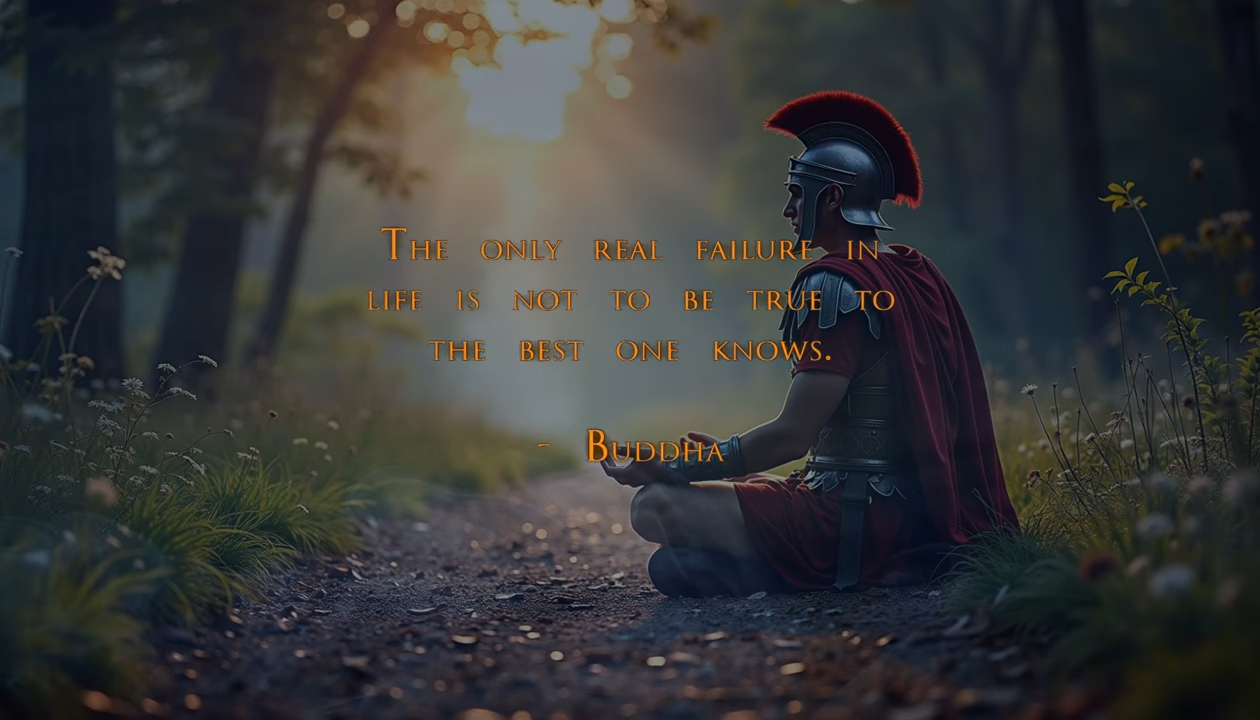 The only real failure in
life is not to be true to
the best one knows.
- Buddha